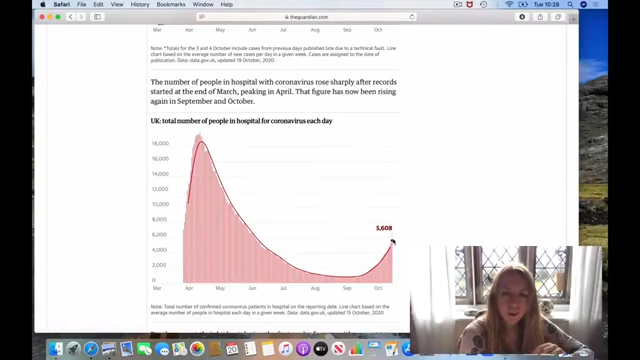 Safari File Edit View History Bookmarks Window Help
Tue 10:28
theguardian.com
Mar Apr May Jun Jul Aug Sep Oct
Note: *Totals for the 3 and 4 October include cases from previous days published late due to a technical fault. Line
chart based on the average number of new cases per day in a given week. Cases are assigned to the date of
publication. Data: data.gov.uk, updated 19 October, 2020
The number of people in hospital with coronavirus rose sharply after records
started at the end of March, peaking in April. That figure has now been rising
again in September and October.
UK: total number of people in hospital for coronavirus each day
18,000
16,000
14,000
12,000
10,000
8,000
6,000
4,000
2,000
0
5,608
Mar Apr May Jun Jul Aug Sep Oct
Note: Total number of confirmed coronavirus patients in hospital on the reporting date. Line chart based on the
average number of people in hospital each day in a given week. Data: data.gov.uk, updated 15 October, 2020
20
tv